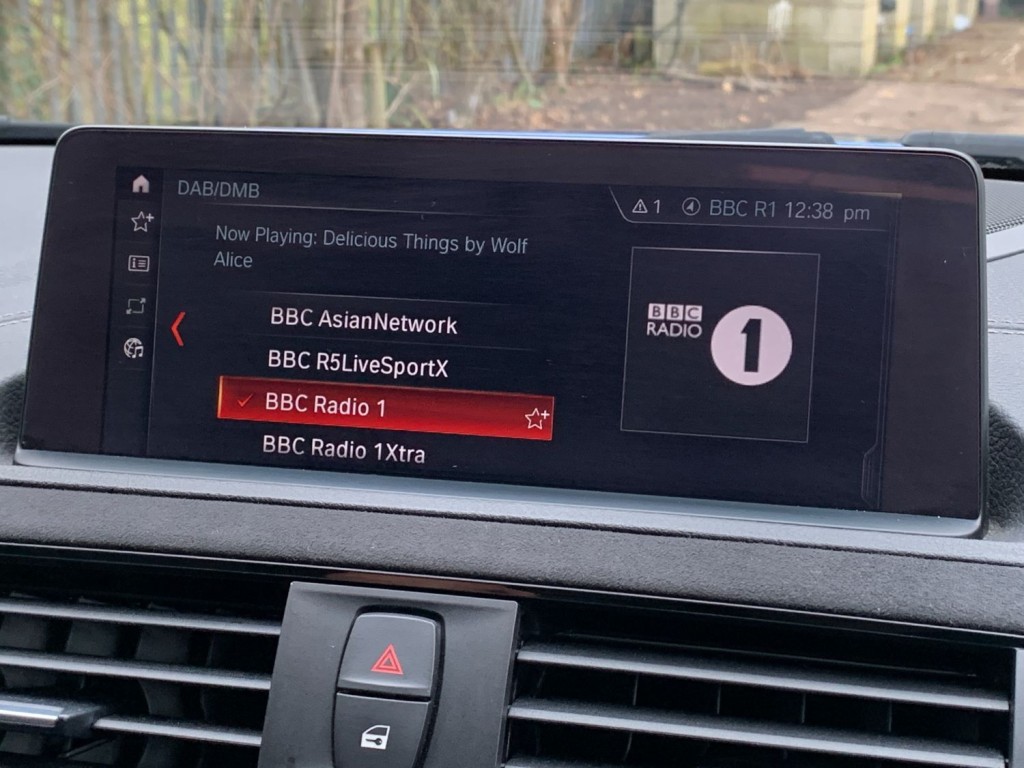 DAB/DMB
1 BBC R1 12:38 pm
Now Playing: Delicious Things by Wolf
Alice
BBC AsianNetwork
BBC R5LiveSportX
BBC Radio 1
BBC Radio 1Xtra
BBC
RADIO
1